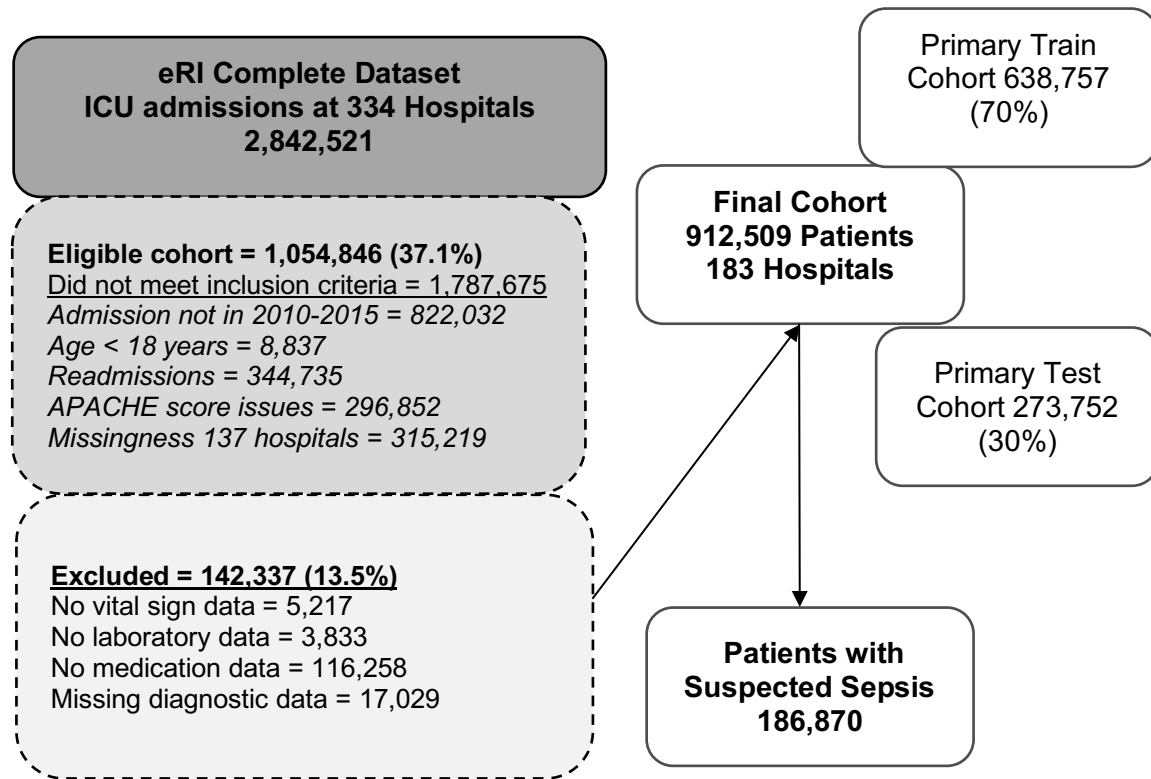 eRI Complete Dataset
ICU admissions at 334 Hospitals
2,842,521
Eligible cohort = 1,054,846 (37.1%)
Did not meet inclusion criteria = 1,787,675
Admission not in 2010-2015 = 822,032
Age < 18 years = 8,837
Readmissions = 344,735
APACHE score issues = 296,852
Missingness 137 hospitals = 315,219
Excluded = 142,337 (13.5%)
No vital sign data = 5,217
No laboratory data = 3,833
No medication data = 116,258
Missing diagnostic data = 17,029
Primary Train
Cohort 638,757
(70%)
Final Cohort
912,509 Patients
183 Hospitals
Primary Test
Cohort 273,752
(30%)
Patients with
Suspected Sepsis
186,870